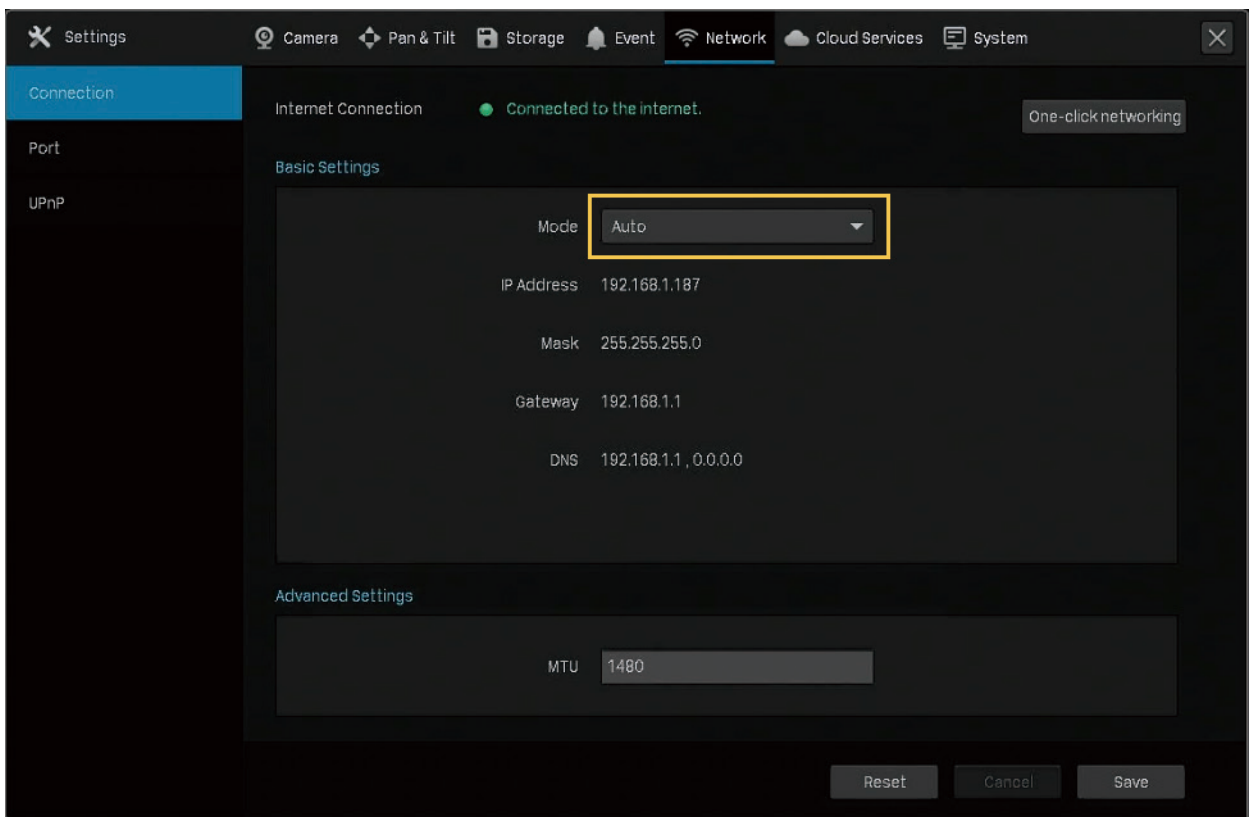 Settings
Camera Pan & Tilt Storage Event Network Cloud Services System
Connection
Port
UPnP
Internet Connection Connected to the internet. One-click networking
Basic Settings
Mode Auto
IP Address 192.168.1.187
Mask 255.255.255.0
Gateway 192.168.1.1
DNS 192.168.1.1 , 0.0.0.0
Advanced Settings
MTU 1480
Reset Cancel Save